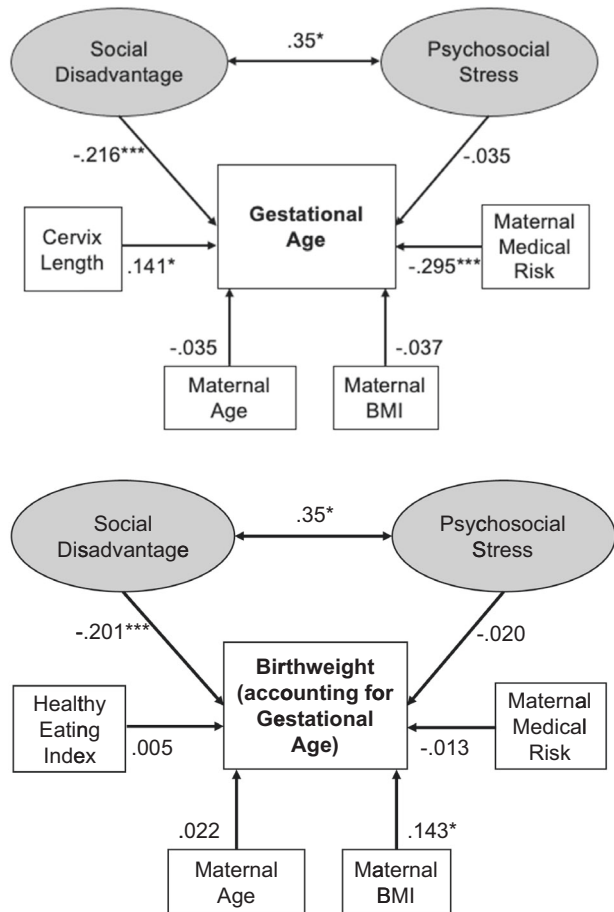 Social
Disadvantage
.35*
Psychosocial
Stress
-.216***
-.035
Gestational
Age
Cervix
Length
.141*
Maternal
Medical
Risk
-.295***
-.035
-.037
Maternal
Age
Maternal
BMI
Social
Disadvantage
.35*
Psychosocial
Stress
-.201***
-.020
Birthweight
(accounting for
Gestational
Age)
Healthy
Eating
Index
.005
Maternal
Medical
Risk
-.013
.022
.143*
Maternal
Age
Maternal
BMI